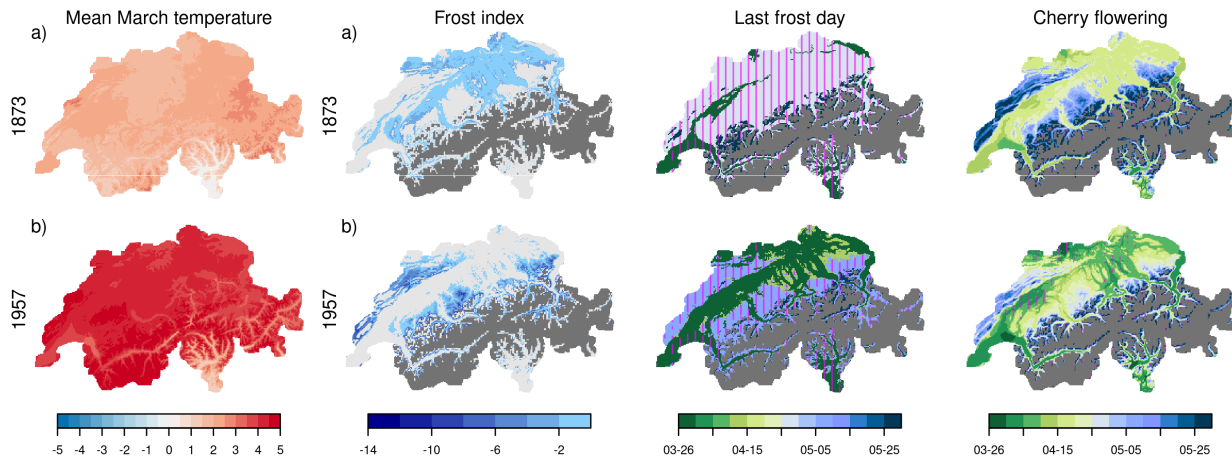 Mean March temperature
Frost index
Last frost day
Cherry flowering
a)
a)
1873
1873
b)
b)
1957
1957
-5 -4 -3 -2 -1 0 1 2 3 4 5
-14 -10 -6 -2
03-26 04-15 05-05 05-25
03-26 04-15 05-05 05-25